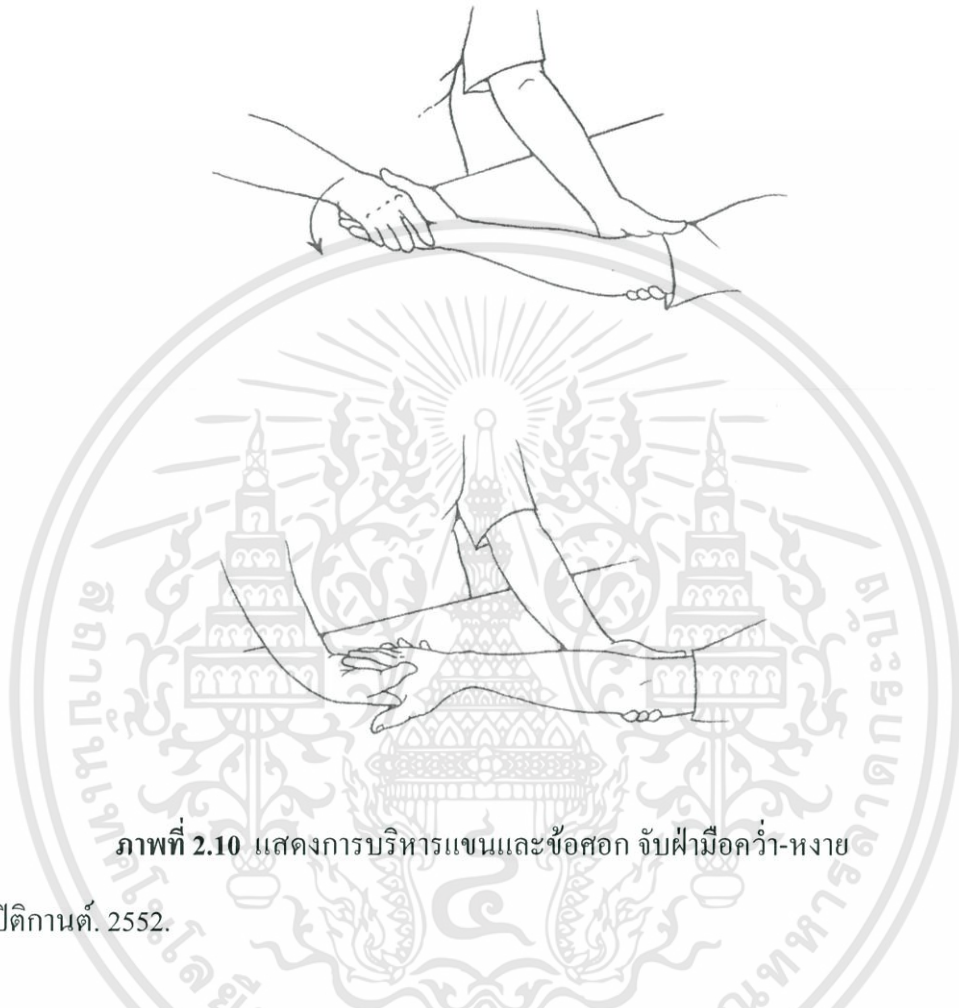 ภาพที่ 2.10 แสดงการบริหารแขนและข้อศอก จับฝ่ามือคว่ำ-หงาย
ปิติกานต์. 2552.